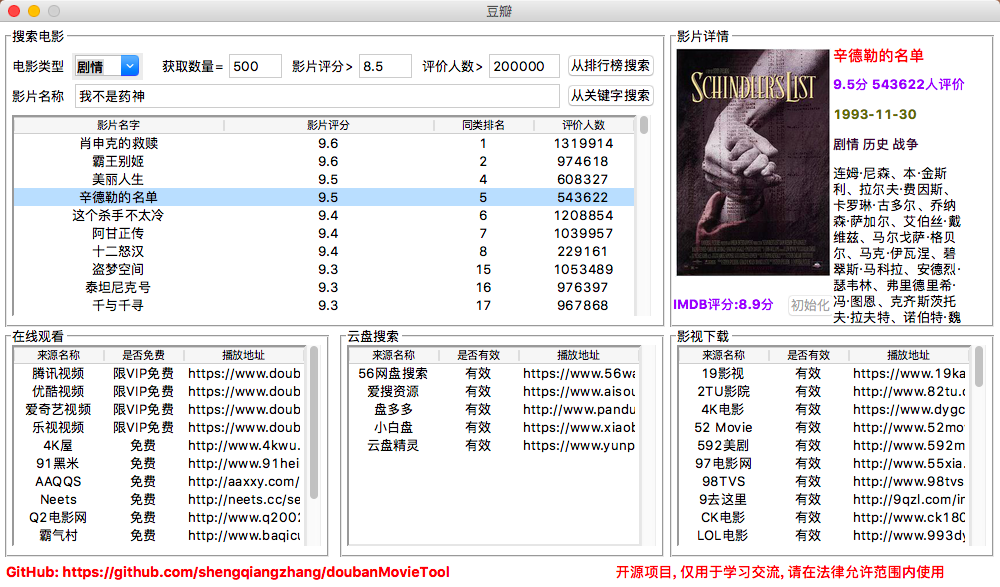 豆瓣
搜索电影
电影类型 剧情 获取数量= 500 影片评分> 8.5 评价人数> 200000 从排行榜搜索
影片名称 我不是药神 从关键字搜索
影片名字 影片评分 同类排名 评价人数
肖申克的救赎 9.6 1 1319914
霸王别姬 9.6 2 974618
美丽人生 9.5 4 608327
辛德勒的名单 9.5 5 543622
这个杀手不太冷 9.4 6 1208854
阿甘正传 9.4 7 1039957
十二怒汉 9.4 8 229161
盗梦空间 9.3 15 1053489
泰坦尼克号 9.3 16 976397
千与千寻 9.3 17 967868
影片详情
SCHINDLER'S LIST
辛德勒的名单
9.5分 543622人评价
1993-11-30
剧情 历史 战争
连姆·尼森、本·金斯
利、拉尔夫·费因斯、
卡罗琳·古多尔、乔纳
森·萨加尔、艾伯丝·戴
维兹、马尔戈萨·格贝
尔、马克·伊瓦涅、碧
翠斯·马科拉、安德烈·
瑟韦林、弗里德里希·
冯·图恩、克齐斯茨托
夫·拉夫特、诺伯特·魏
IMDB评分:8.9分 初始化
在线观看
来源名称 是否免费 播放地址
腾讯视频 限VIP免费 https://www.doub
优酷视频 限VIP免费 https://www.doub
爱奇艺视频 限VIP免费 https://www.doub
乐视视频 限VIP免费 https://www.doub
4K屋 免费 http://www.4kwu.
91黑米 免费 http://www.91hei
AAQQS 免费 http://aaxxy.com/
Neets 免费 http://neets.cc/se
Q2电影网 免费 http://www.q2002
霸气村 免费 http://www.baqicu
云盘搜索
来源名称 是否有效 播放地址
56网盘搜索 有效 https://www.56wa
爱搜资源 有效 https://www.aisou
盘多多 有效 http://www.pandu
小白盘 有效 https://www.xiaob
云盘精灵 有效 https://www.yunp
影视下载
来源名称 是否有效 播放地址
19影视 有效 https://www.19ka
2TU影院 有效 http://www.82tu.c
4K电影 有效 https://www.dygc
52 Movie 有效 https://www.52mo
592美剧 有效 https://www.592m
97电影网 有效 http://www.55xia.
98TVS 有效 http://www.98tvs
9去这里 有效 http://9qzl.com/in
CK电影 有效 http://www.ck180
LOL电影 有效 http://www.993dy
GitHub: https://github.com/shengqiangzhang/doubanMovieTool
开源项目, 仅用于学习交流, 请在法律允许范围内使用